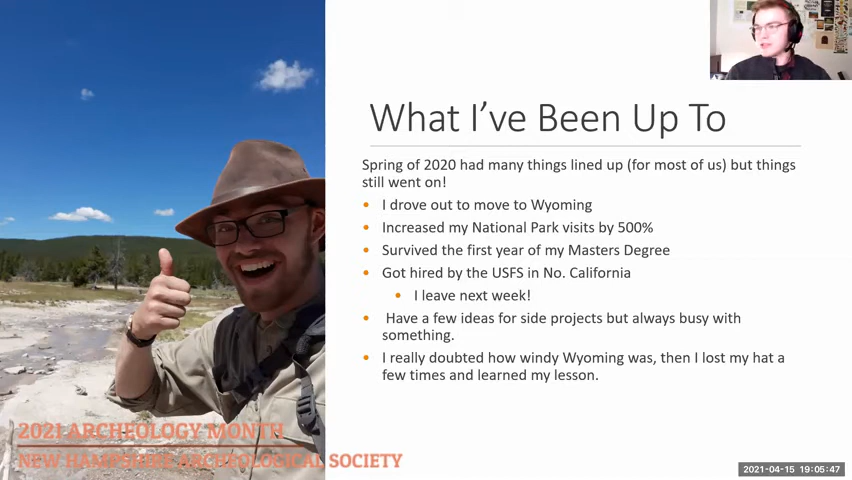 What I've Been Up To
Spring of 2020 had many things lined up (for most of us) but things
still went on!
• I drove out to move to Wyoming
• Increased my National Park visits by 500%
• Survived the first year of my Masters Degree
• Got hired by the USFS in No. California
• I leave next week!
• Have a few ideas for side projects but always busy with
something.
• I really doubted how windy Wyoming was, then I lost my hat a
few times and learned my lesson.
2021 ARCHEOLOGY MONTH
NEW HAMPSHIRE ARCHEOLOGICAL SOCIETY
2021-04-15 19:05:47